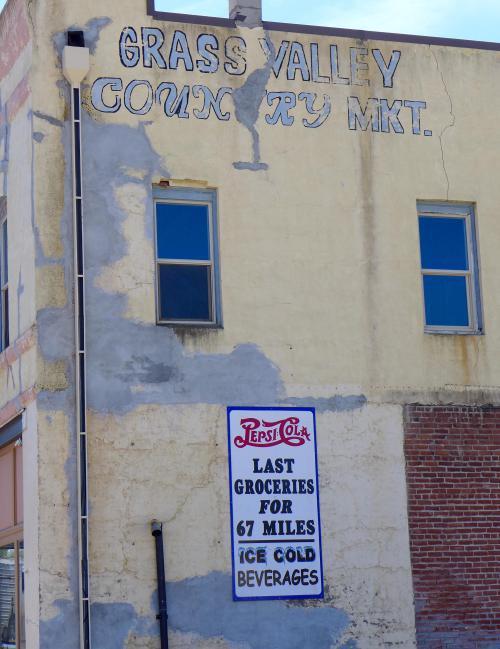 GRASS VALLEY
COUNTRY MKT.
PEPSI-COLA
LAST
GROCERIES
FOR
67 MILES
ICE COLD
BEVERAGES